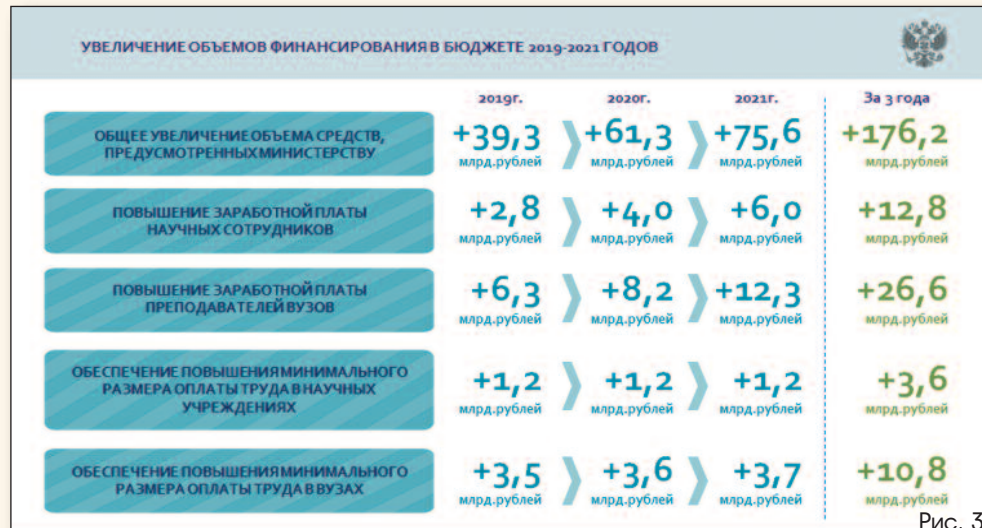 УВЕЛИЧЕНИЕ ОБЪЕМОВ ФИНАНСИРОВАНИЯ В БЮДЖЕТЕ 2019-2021 ГОДОВ
2019г. 2020г. 2021г. За 3 года
ОБЩЕЕ УВЕЛИЧЕНИЕ ОБЪЕМА СРЕДСТВ,
ПРЕДУСМОТРЕННЫХ МИНИСТЕРСТВУ
+39,3 +61,3 +75,6 +176,2
млрд.рублей млрд.рублей млрд.рублей млрд.рублей
ПОВЫШЕНИЕ ЗАРАБОТНОЙ ПЛАТЫ
НАУЧНЫХ СОТРУДНИКОВ
+2,8 +4,0 +6,0 +12,8
млрд.рублей млрд.рублей млрд.рублей млрд.рублей
ПОВЫШЕНИЕ ЗАРАБОТНОЙ ПЛАТЫ
ПРЕПОДАВАТЕЛЕЙ ВУЗОВ
+6,3 +8,2 +12,3 +26,6
млрд.рублей млрд.рублей млрд.рублей млрд.рублей
ОБЕСПЕЧЕНИЕ ПОВЫШЕНИЯ МИНИМАЛЬНОГО
РАЗМЕРА ОПЛАТЫ ТРУДА В НАУЧНЫХ
УЧРЕЖДЕНИЯХ
+1,2 +1,2 +1,2 +3,6
млрд.рублей млрд.рублей млрд.рублей млрд.рублей
ОБЕСПЕЧЕНИЕ ПОВЫШЕНИЯ МИНИМАЛЬНОГО
РАЗМЕРА ОПЛАТЫ ТРУДА В ВУЗАХ
+3,5 +3,6 +3,7 +10,8
млрд.рублей млрд.рублей млрд.рублей млрд.рублей
Рис. 3